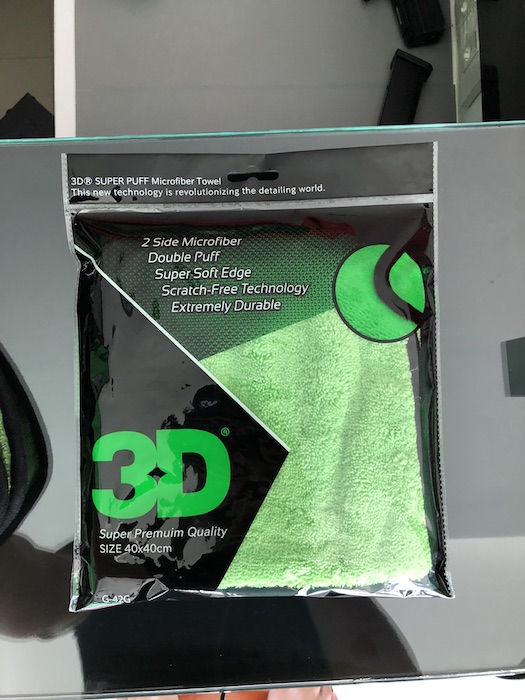 3D® SUPER PUFF Microfiber Towel
This new technology is revolutionizing the detailing world.
2 Side Microfiber
Double Puff
Super Soft Edge
Scratch-Free Technology
Extremely Durable
3D®
Super Premuim Quality
SIZE 40x40cm
G-42G